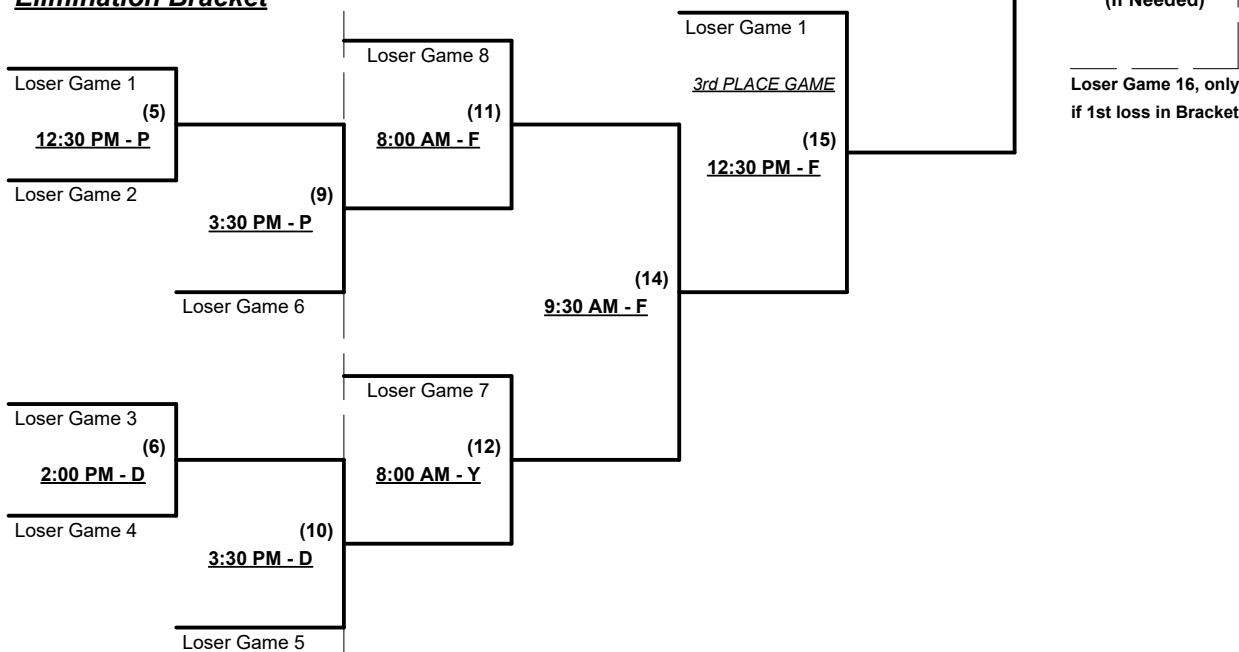 Elimination Bracket
(If Needed)
Loser Game 1
Loser Game 8
Loser Game 1
3rd PLACE GAME
Loser Game 16, only
if 1st loss in Bracket
(5)
12:30 PM - P
(11)
8:00 AM - F
(15)
12:30 PM - F
Loser Game 2
(9)
3:30 PM - P
(14)
9:30 AM - F
Loser Game 6
Loser Game 7
Loser Game 3
(6)
2:00 PM - D
(12)
8:00 AM - Y
Loser Game 4
(10)
3:30 PM - D
Loser Game 5